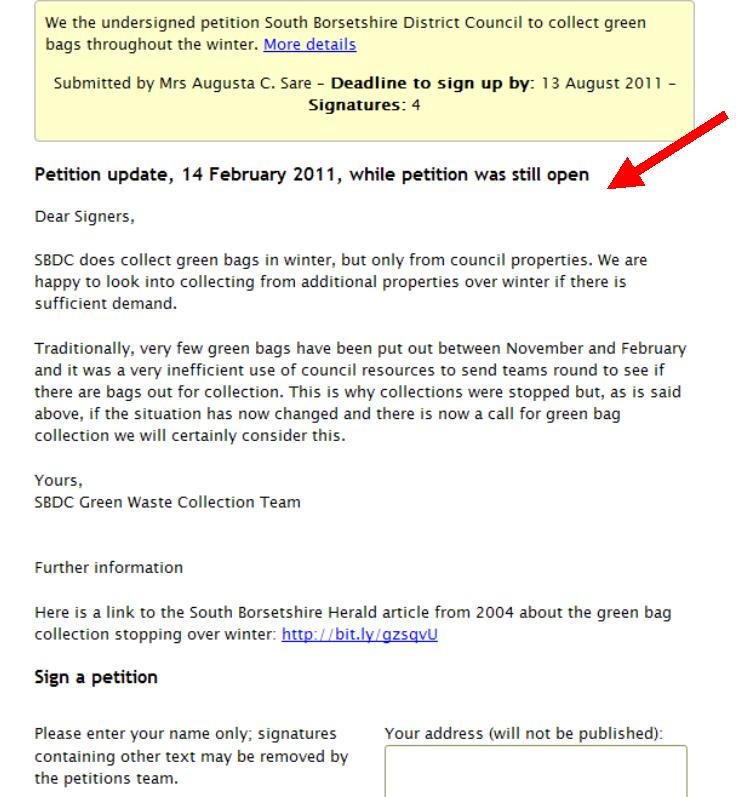 We the undersigned petition South Borsetshire District Council to collect green
bags throughout the winter. More details
Submitted by Mrs Augusta C. Sare – Deadline to sign up by: 13 August 2011 –
Signatures: 4
Petition update, 14 February 2011, while petition was still open
Dear Signers,
SBDC does collect green bags in winter, but only from council properties. We are
happy to look into collecting from additional properties over winter if there is
sufficient demand.
Traditionally, very few green bags have been put out between November and February
and it was a very inefficient use of council resources to send teams round to see if
there are bags out for collection. This is why collections were stopped but, as is said
above, if the situation has now changed and there is now a call for green bag
collection we will certainly consider this.
Yours,
SBDC Green Waste Collection Team
Further information
Here is a link to the South Borsetshire Herald article from 2004 about the green bag
collection stopping over winter: http://bit.ly/gzsqvU
Sign a petition
Please enter your name only; signatures
containing other text may be removed by
the petitions team.
Your address (will not be published):